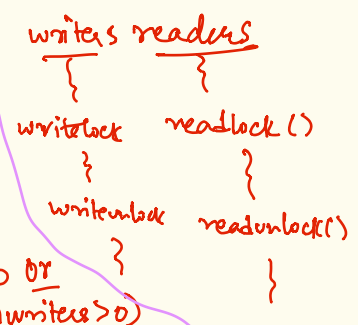 writers readers
writelock readlock ()
writeunlock readunlock()
or
writers > 0)